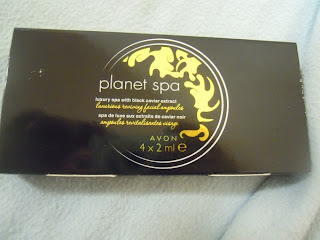 planet spa
luxury spa with black caviar extract
luxurious reviving facial ampoules
spa de luxe aux extraits de caviar noir
ampoules revitalisantes visage
AVON
4 x 2 ml e